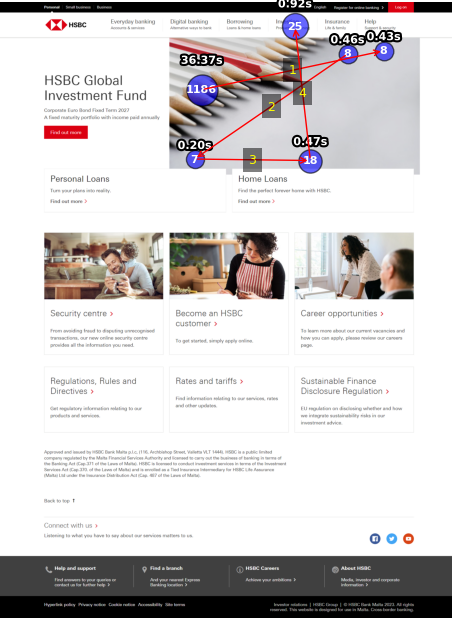 Personal Small business Business
English Register for online banking > Log on
HSBC
Everyday banking
Accounts & services
Digital banking
Alternative ways to bank
Borrowing
Loans & home loans
Insurance
Life & family
Help
Support & security
0.92s
25
0.46s
8
0.43s
8
36.37s
1186
1
2
4
0.20s
7
3
0.47s
18
HSBC Global
Investment Fund
Corporate Euro Bond Fixed Term 2027
A fixed maturity portfolio with income paid annually
Find out more
Personal Loans
Turn your plans into reality.
Find out more >
Home Loans
Find the perfect forever home with HSBC.
Find out more >
Security centre >
From avoiding fraud to disputing unrecognised
transactions, our new online security centre
provides all the information you need.
Become an HSBC
customer >
To get started, simply apply online.
Career opportunities >
To learn more about our current vacancies and
how you can apply, please review our careers
page.
Regulations, Rules and
Directives >
Get regulatory information relating to our
products and services.
Rates and tariffs >
Find information relating to our services, rates
and other updates.
Sustainable Finance
Disclosure Regulation >
EU regulation on disclosing whether and how
we integrate sustainability risks in our
investment advice.
Approved and issued by HSBC Bank Malta p.l.c. (116, Archbishop Street, Valletta VLT 1444). HSBC is a public limited
company regulated by the Malta Financial Services Authority and licensed to carry out the business of banking in terms of
the Banking Act (Cap.371 of the Laws of Malta). HSBC is licensed to conduct investment services in terms of the Investment
Services Act (Cap.370. of the Laws of Malta) and is enrolled as a Tied Insurance Intermediary for HSBC Life Assurance
(Malta) Ltd under the Insurance Distribution Act (Cap. 487 of the Laws of Malta).
Back to top
Connect with us >
Listening to what you have to say about our services matters to us.
Help and support
Find answers to your queries or
contact us for further help >
Find a branch
And your nearest Express
Banking location >
HSBC Careers
Achieve your ambitions >
About HSBC
Media, investor and corporate
information >
Hyperlink policy Privacy notice Cookie notice Accessibility Site terms
Investor relations | HSBC Group | © HSBC Bank Malta 2023. All rights
reserved. This website is designed for use in Malta. Cross-border banking.